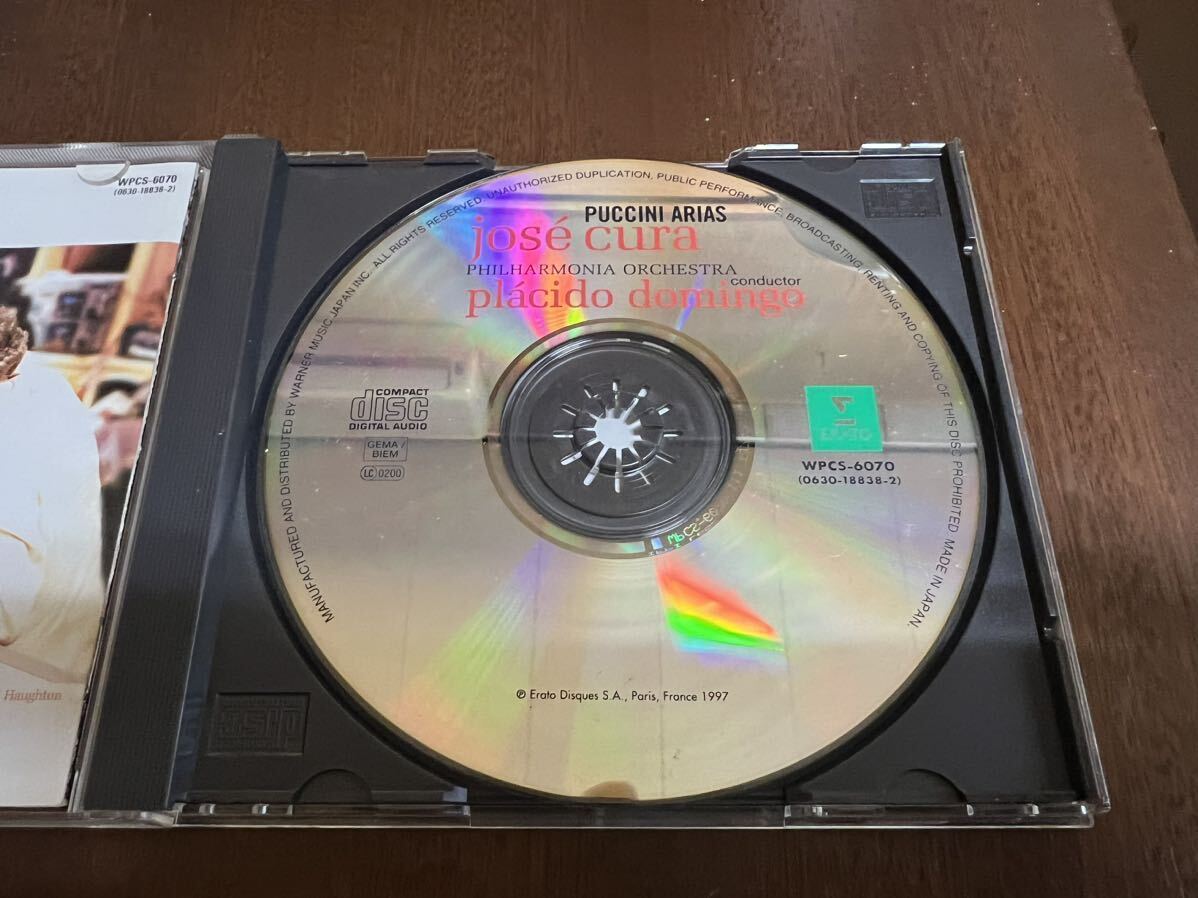 WPCS-6070
(0630-18838-2)
Haughton
MANUFACTURED AND DISTRIBUTED BY WARNER MUSIC JAPAN INC. ALL RIGHTS RESERVED. UNAUTHORIZED DUPLICATION, PUBLIC PERFORMANCE, BROADCASTING, RENTING AND COPYING OF THIS DISC PROHIBITED. MADE IN JAPAN.
PUCCINI ARIAS
josé cura
PHILHARMONIA ORCHESTRA
conductor
plácido domingo
COMPACT
disc
DIGITAL AUDIO
GEMA /
BIEM
LC 0200
ERATO
WPCS-6070
(0630-18838-2)
℗ Erato Disques S.A., Paris, France 1997